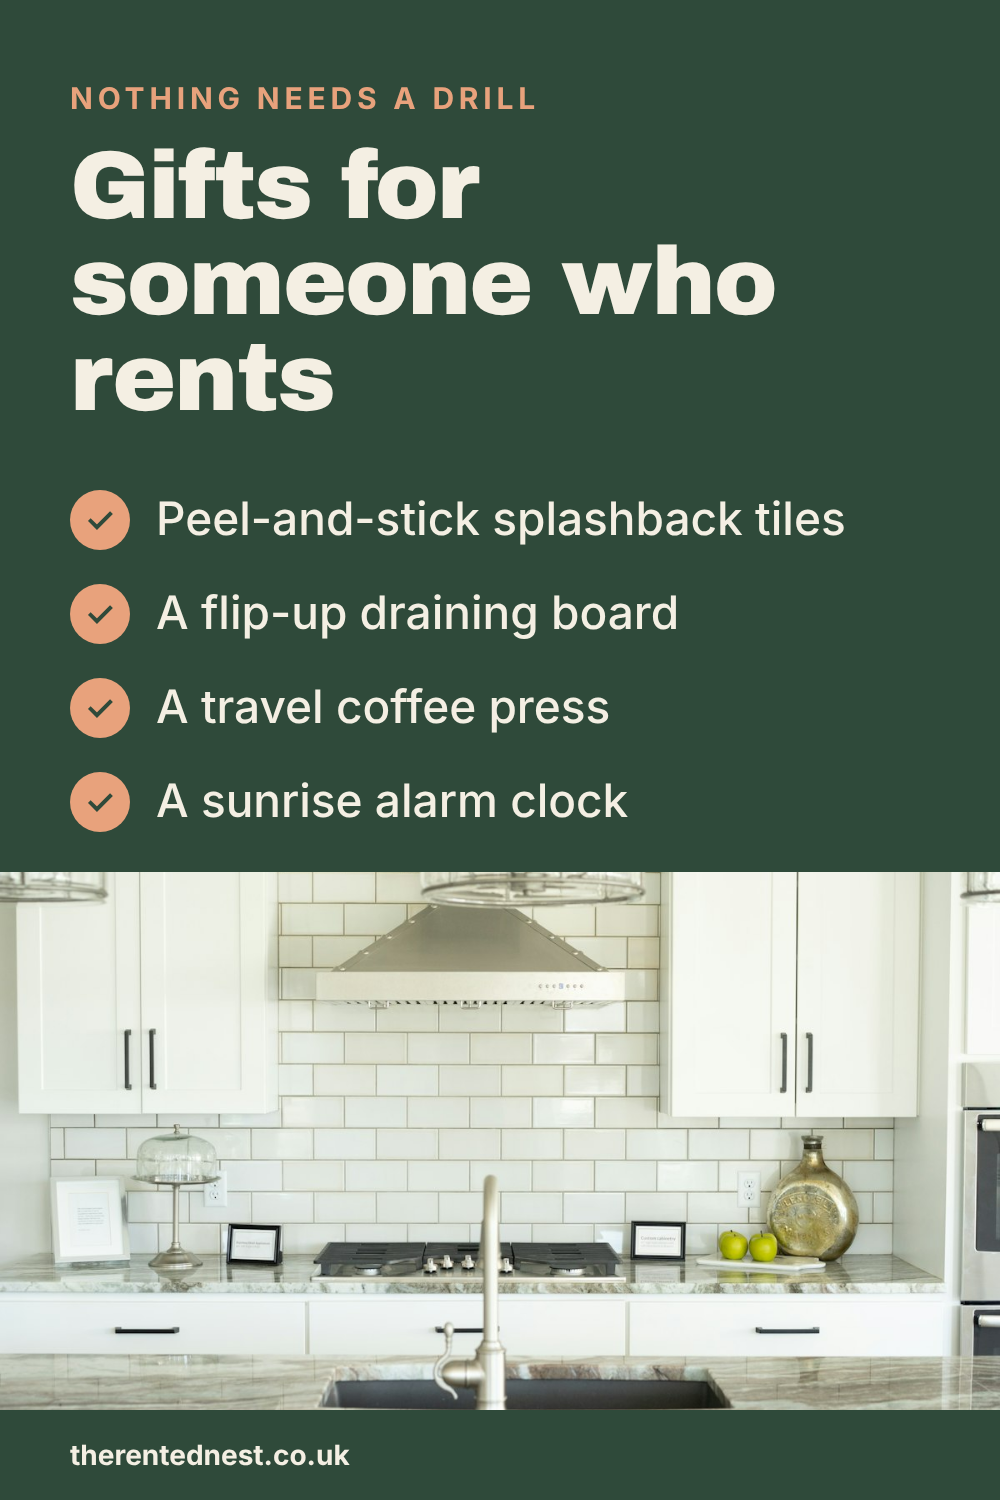 NOTHING NEEDS A DRILL
Gifts for
someone who
rents
Peel-and-stick splashback tiles
A flip-up draining board
A travel coffee press
A sunrise alarm clock
therentednest.co.uk